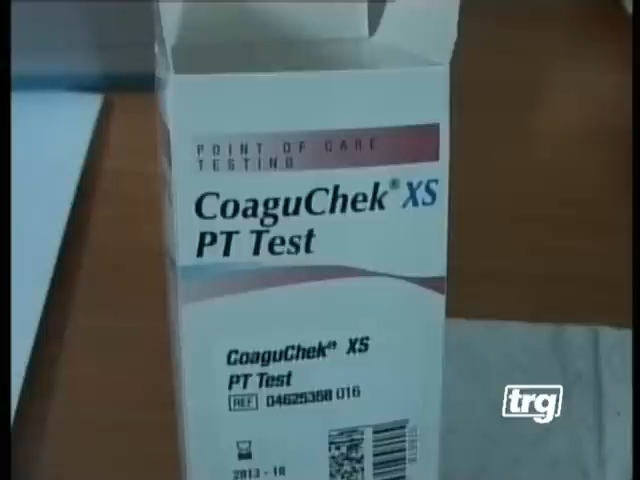 POINT OF CARE
TESTING
CoaguChek® XS
PT Test
CoaguChek® XS
PT Test
REF 04625358 016
2013 - 10
trg